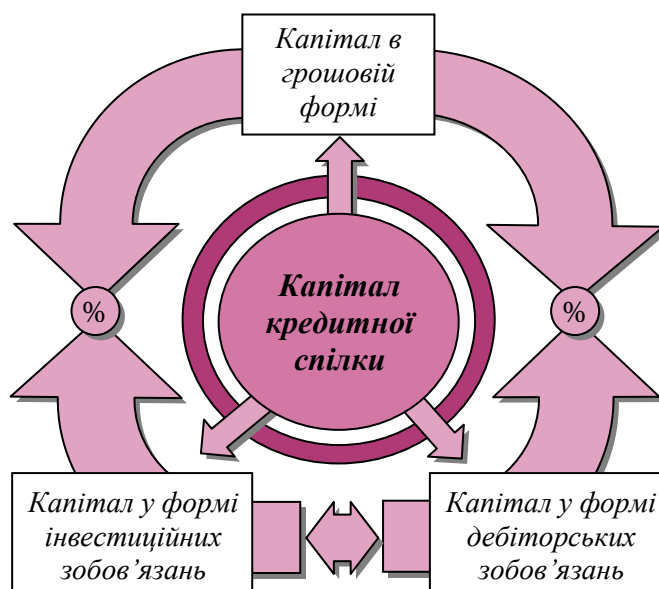 Капітал в
грошовій
формі
%
%
Капітал
кредитної
спілки
Капітал у формі
інвестиційних
зобов’язань
Капітал у формі
дебіторських
зобов’язань